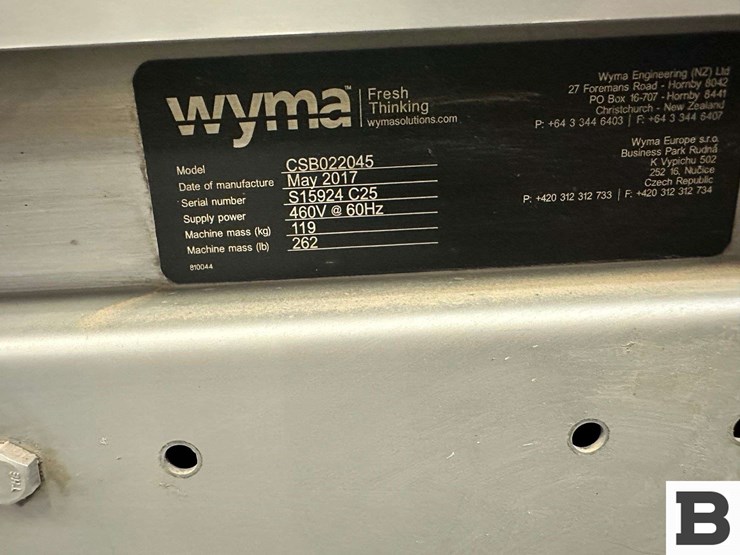 wyma™
Fresh
Thinking
wymasolutions.com
Model CSB022045
Date of manufacture May 2017
Serial number S15924 C25
Supply power 460V @ 60Hz
Machine mass (kg) 119
Machine mass (lb) 262
810044
Wyma Engineering (NZ) Ltd
27 Foremans Road - Hornby 8042
PO Box 16-707 - Hornby 8441
Christchurch - New Zealand
P: +64 3 344 6403 | F: +64 3 344 6407
Wyma Europe s.r.o.
Business Park Rudná
K Vypichu 502
252 16, Nučice
Czech Republic
P: +420 312 312 733 | F: +420 312 312 734
B